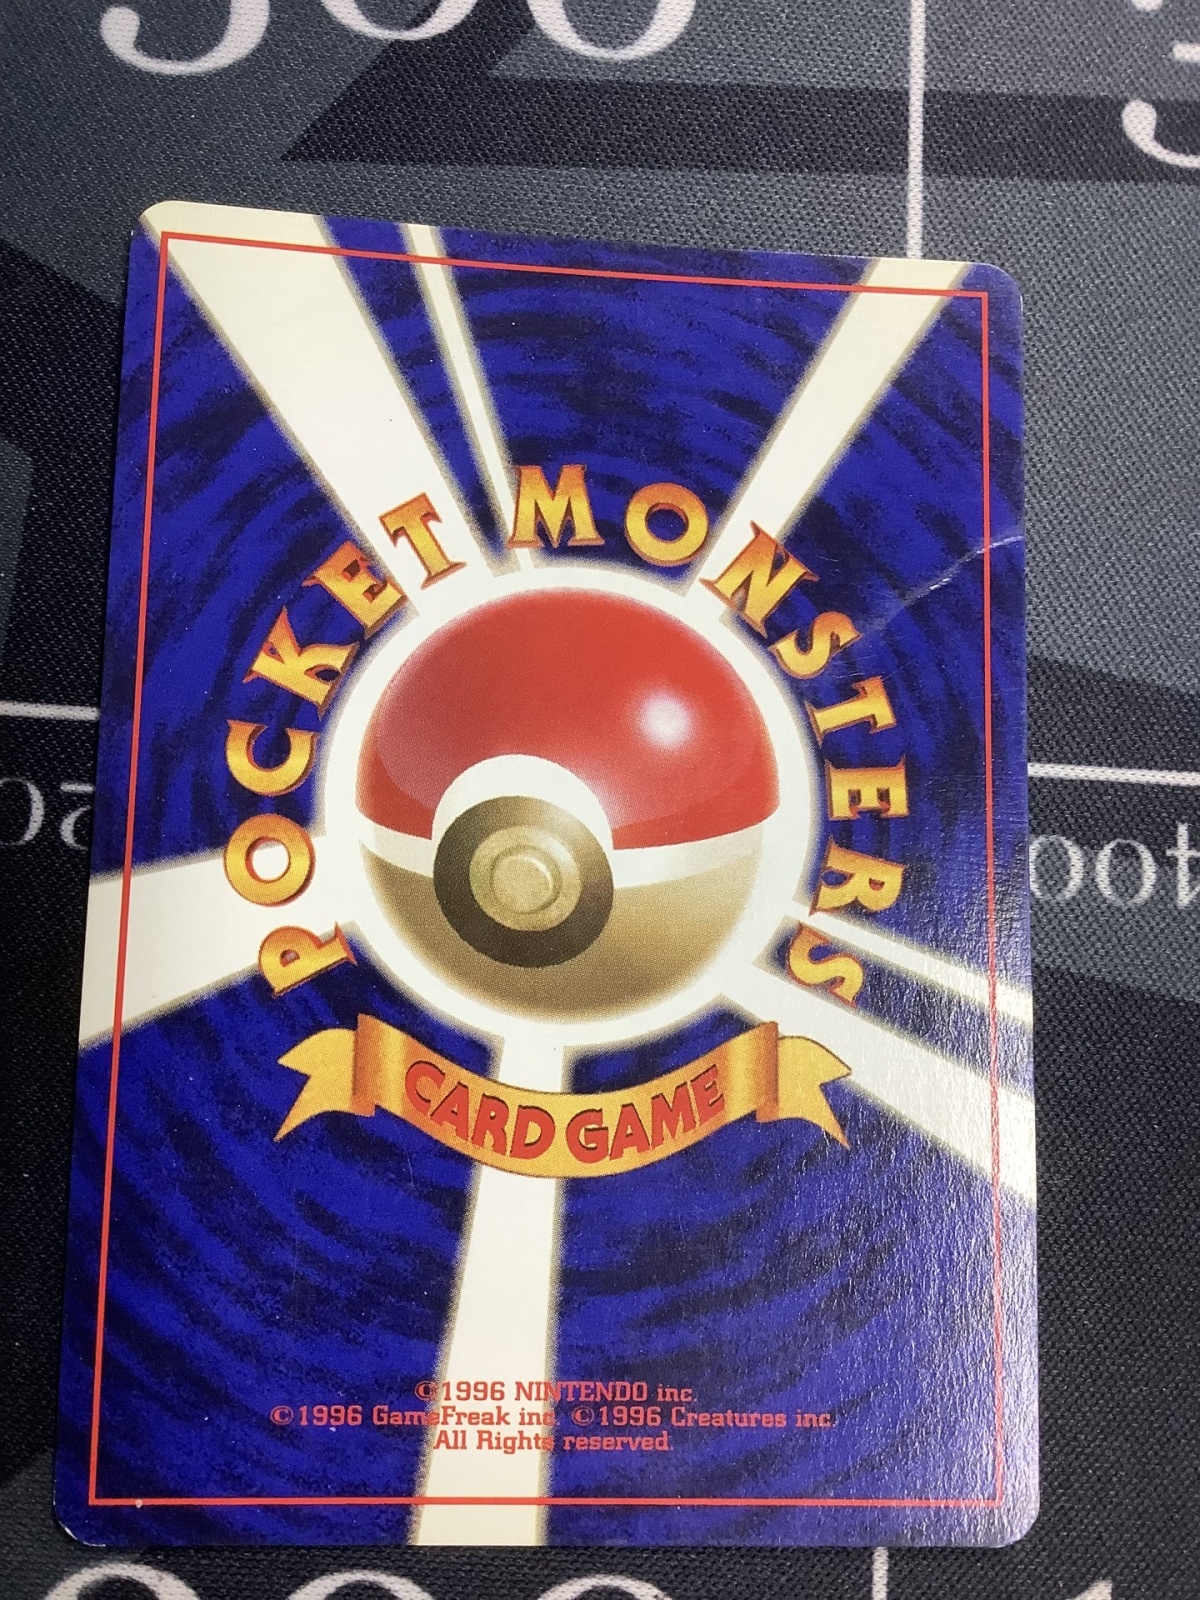 POCKET MONSTERS
CARD GAME
©1996 NINTENDO inc.
©1996 GameFreak inc. ©1996 Creatures inc.
All Rights reserved.